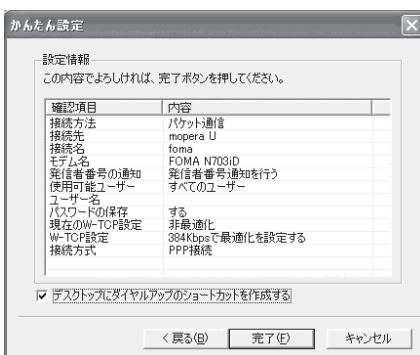 かんたん設定
設定情報
この内容でよろしければ、完了ボタンを押してください。
確認項目 内容
接続方法 パケット通信
接続先 mopera U
接続名 foma
モデム名 FOMA N703iD
発信者番号の通知 発信者番号通知を行う
使用可能ユーザー すべてのユーザー
ユーザー名
パスワードの保存 する
現在のW-TCP設定 非最適化
W-TCP設定 384Kbpsで最適化を設定する
接続方式 PPP接続
デスクトップにダイヤルアップのショートカットを作成する
< 戻る(B) 完了(F) キャンセル